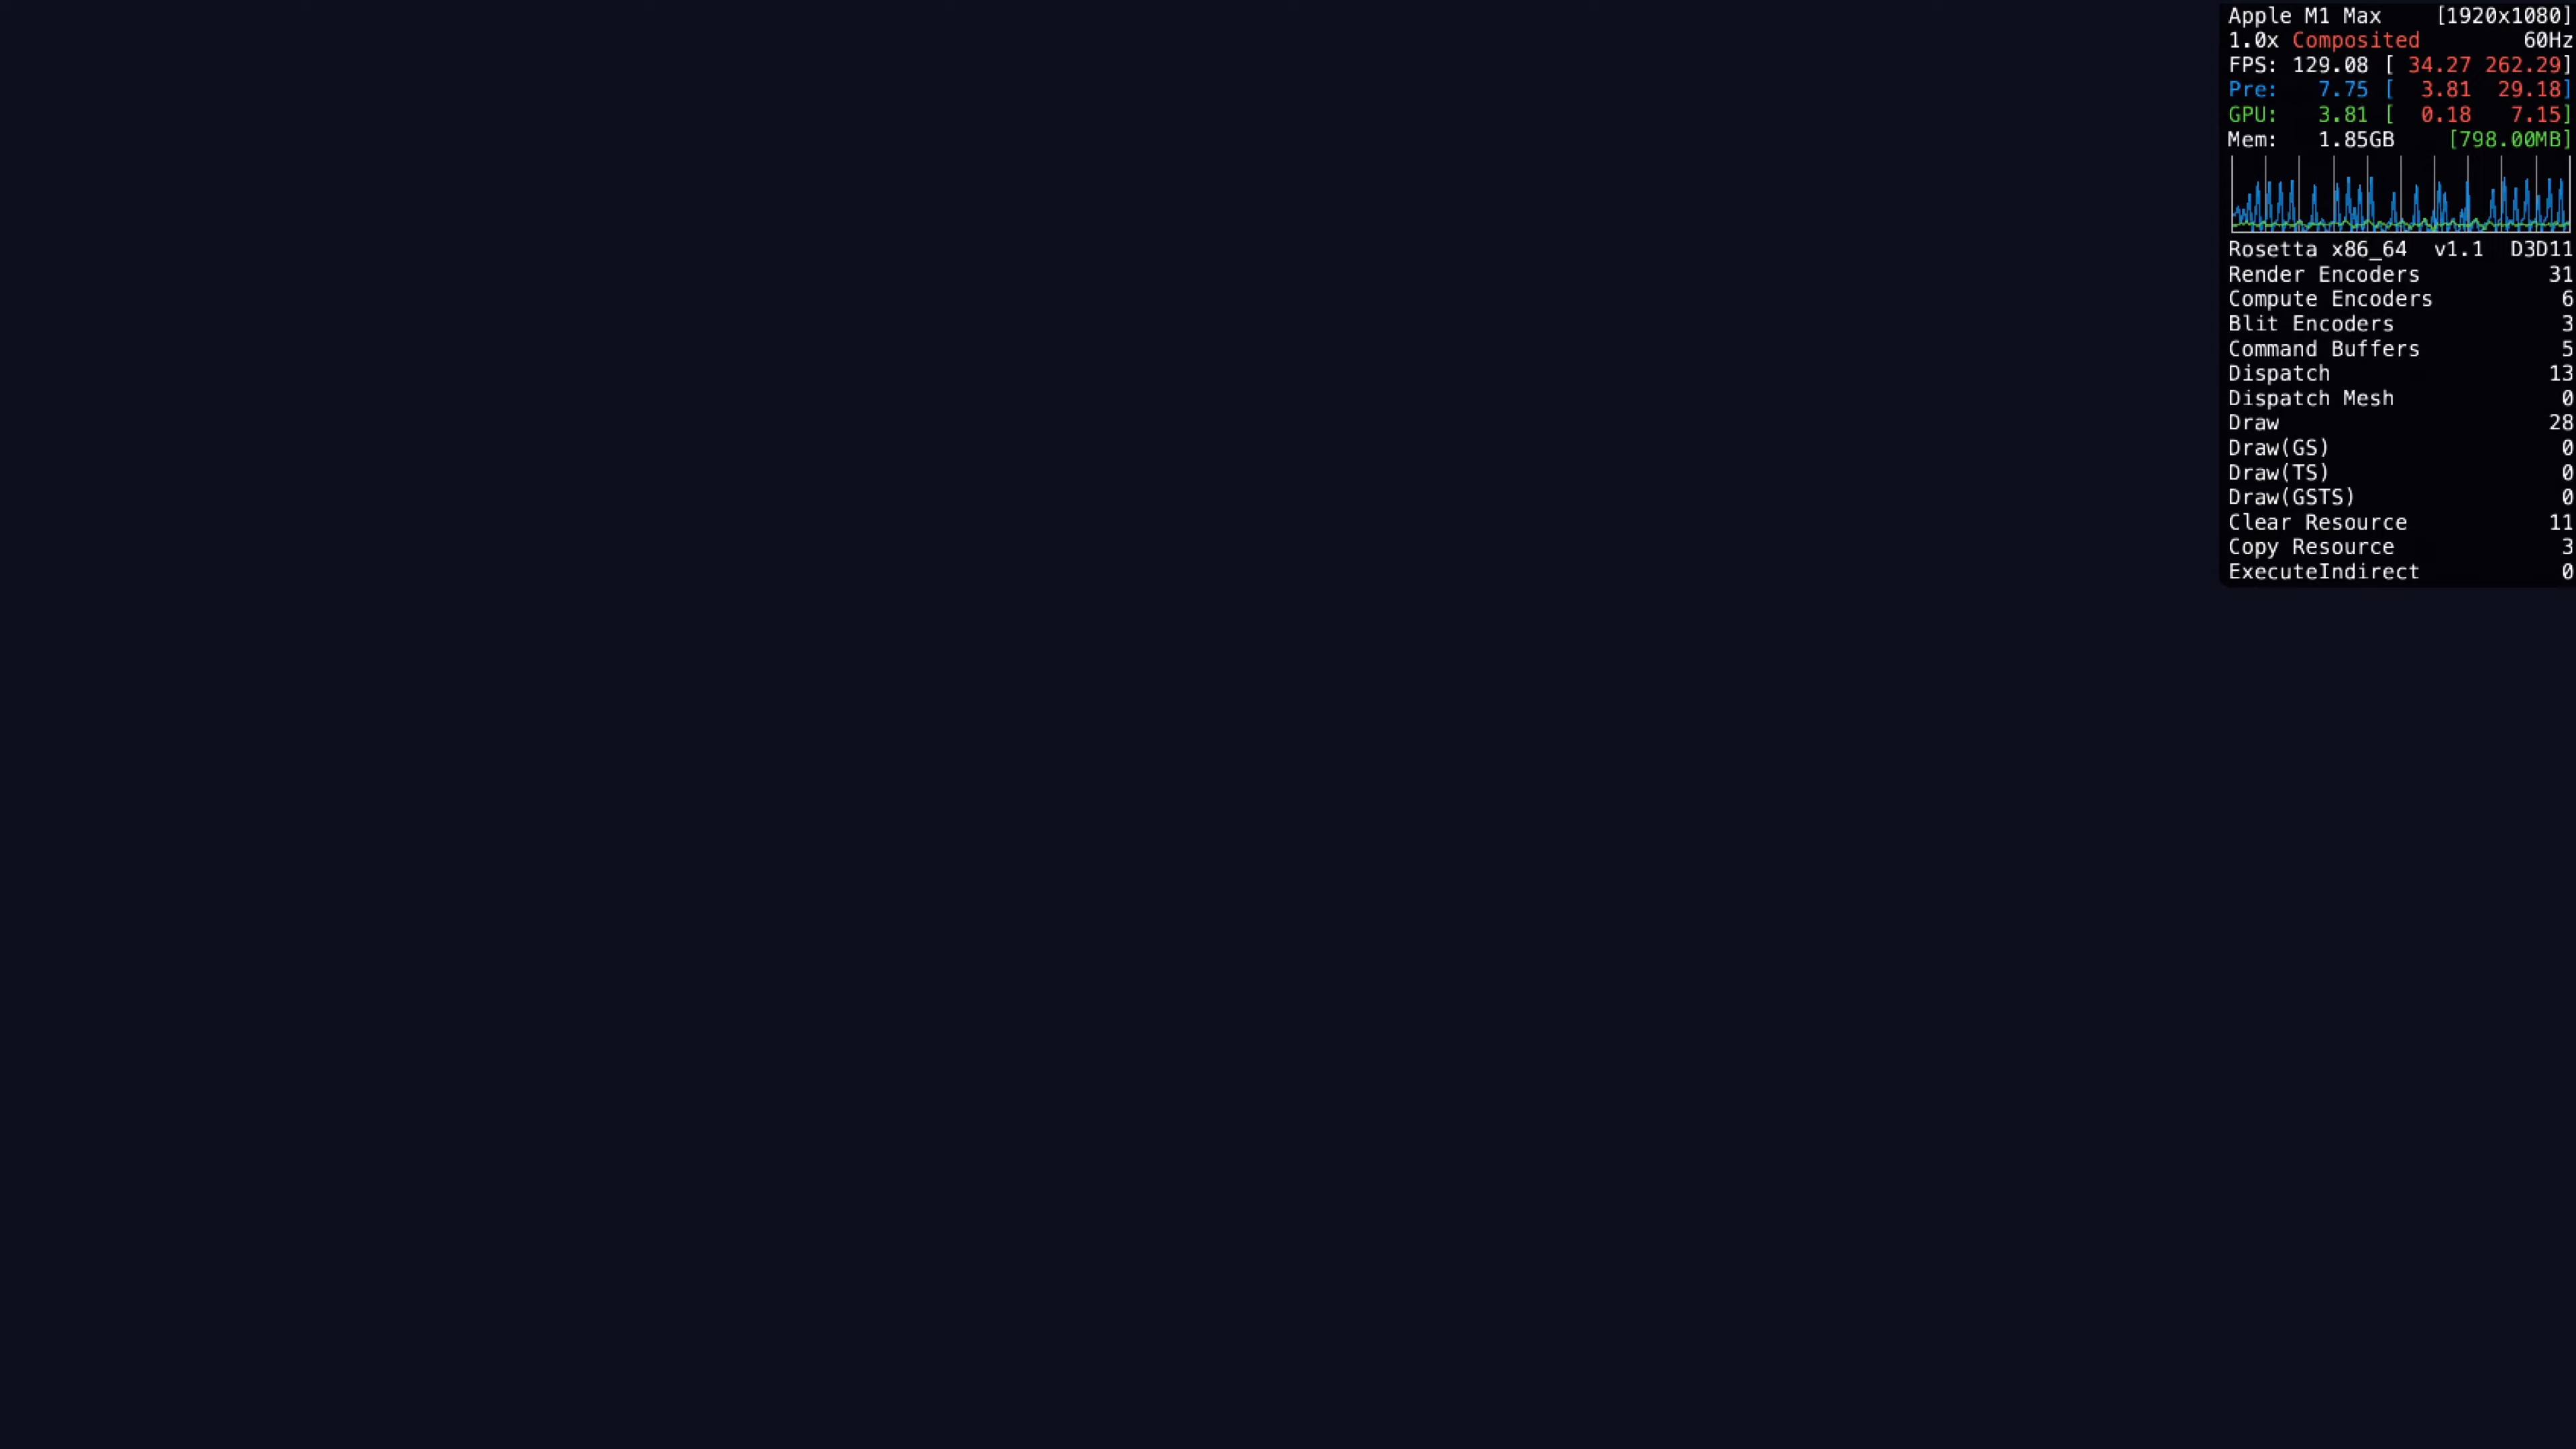 Apple M1 Max [1920x1080]
1.0x Composited 60Hz
FPS: 129.08 [ 34.27 262.29]
Pre: 7.75 [ 3.81 29.18]
GPU: 3.81 [ 0.18 7.15]
Mem: 1.85GB [798.00MB]
Rosetta x86_64 v1.1 D3D11
Render Encoders 31
Compute Encoders 6
Blit Encoders 3
Command Buffers 5
Dispatch 13
Dispatch Mesh 0
Draw 28
Draw(GS) 0
Draw(TS) 0
Draw(GSTS) 0
Clear Resource 11
Copy Resource 3
ExecuteIndirect 0